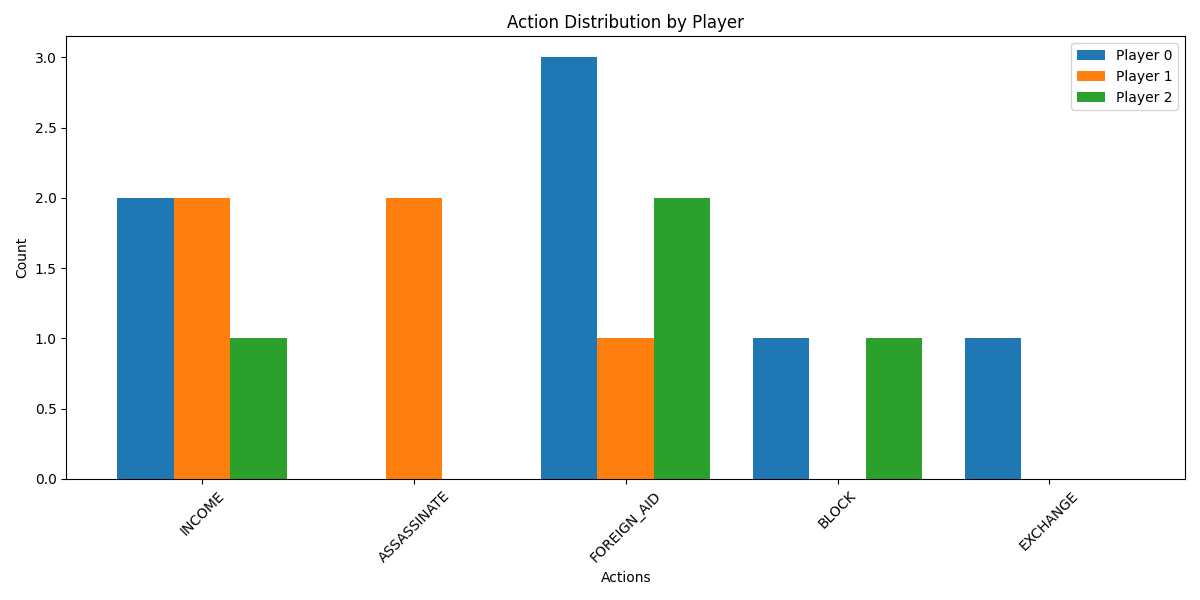 Action Distribution by Player
Player 0
Player 1
Player 2
Count
3.0
2.5
2.0
1.5
1.0
0.5
0.0
INCOME
ASSASSINATE
FOREIGN_AID
BLOCK
EXCHANGE
Actions